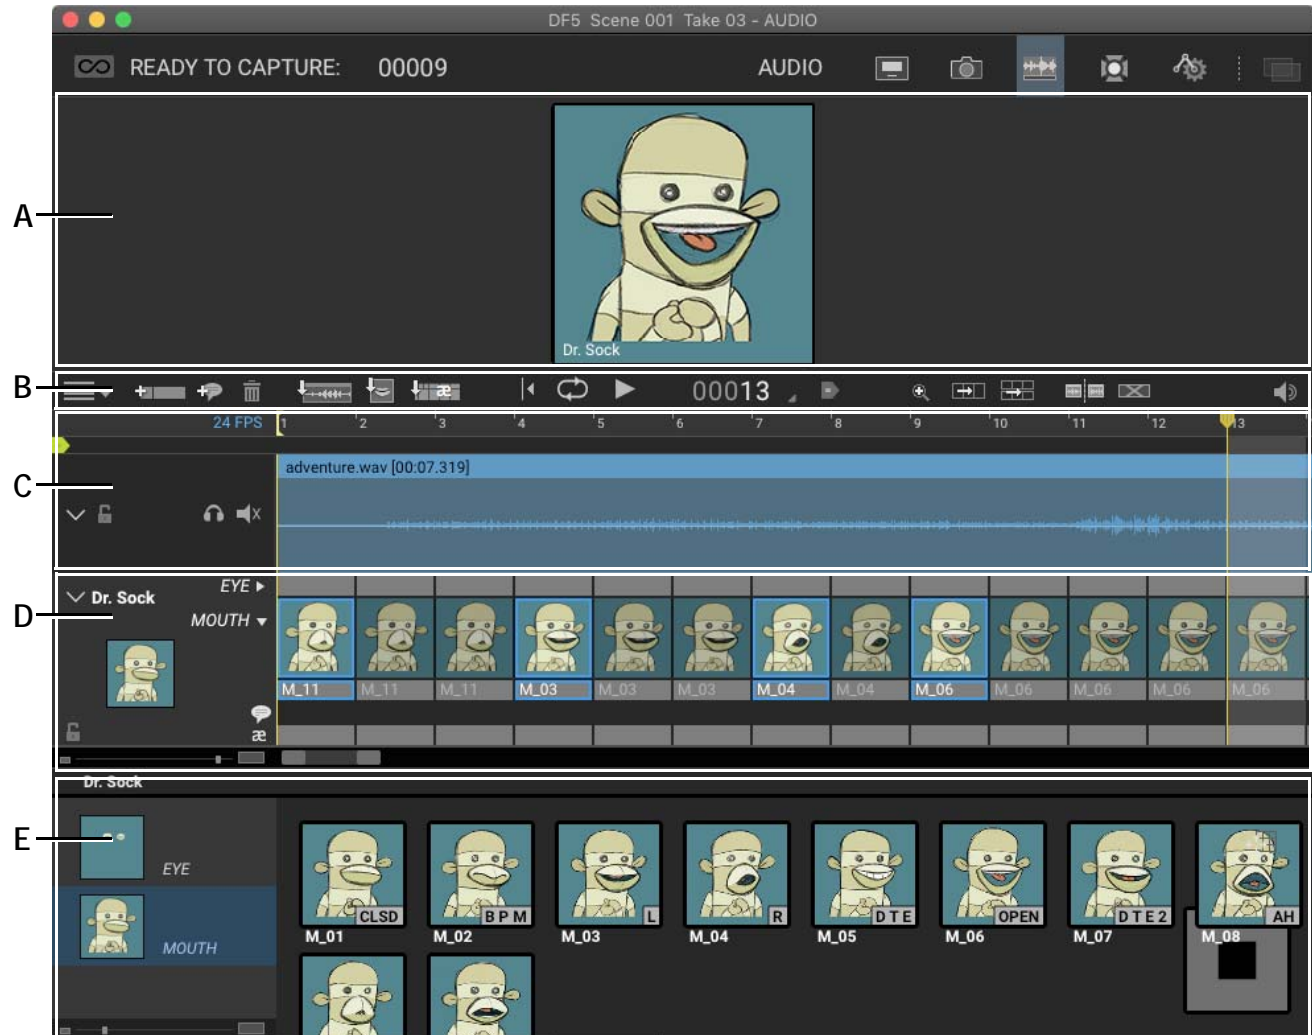 DF5 Scene 001 Take 03 - AUDIO
READY TO CAPTURE: 00009 AUDIO
A
Dr. Sock
B
00013
24 FPS 1 2 3 4 5 6 7 8 9 10 11 12 13
adventure.wav [00:07.319]
C
EYE
D
Dr. Sock
MOUTH
M_11 M_11 M_11 M_03 M_03 M_03 M_04 M_04 M_06 M_06 M_06 M_06 M_06
æ
Dr. Sock
E
EYE
MOUTH
CLSD B P M L R D T E OPEN D T E 2 AH
M_01 M_02 M_03 M_04 M_05 M_06 M_07 M_08